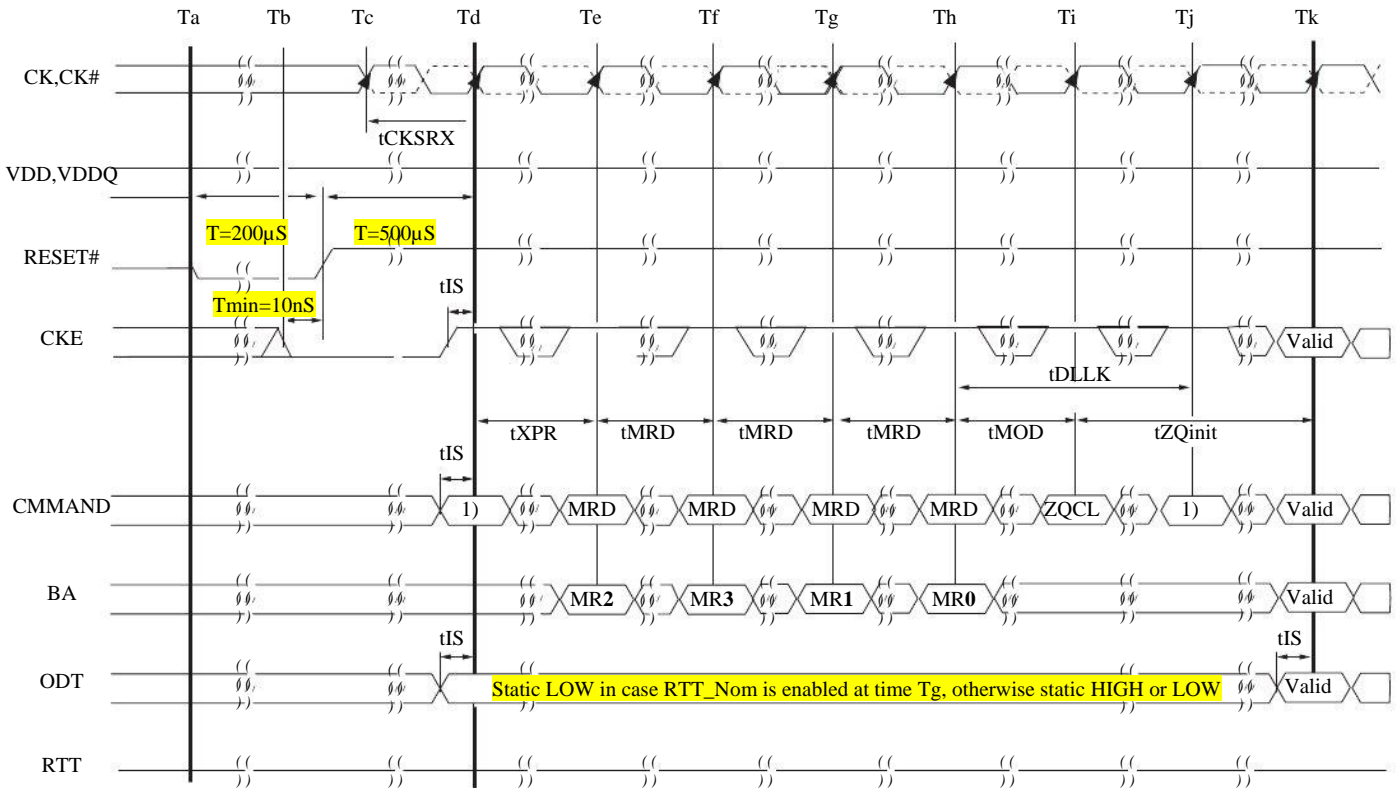 Ta Tb Tc Td Te Tf Tg Th Ti Tj Tk
CK,CK#
tCKSRX
VDD,VDDQ
T=200µS T=500µS
RESET#
Tmin=10nS tIS
CKE Valid
tDLLK
tXPR tMRD tMRD tMRD tMOD tZQinit
tIS
CMMAND 1) MRD MRD MRD MRD ZQCL 1) Valid
BA MR2 MR3 MR1 MR0 Valid
tIS tIS
ODT Static LOW in case RTT_Nom is enabled at time Tg, otherwise static HIGH or LOW Valid
RTT